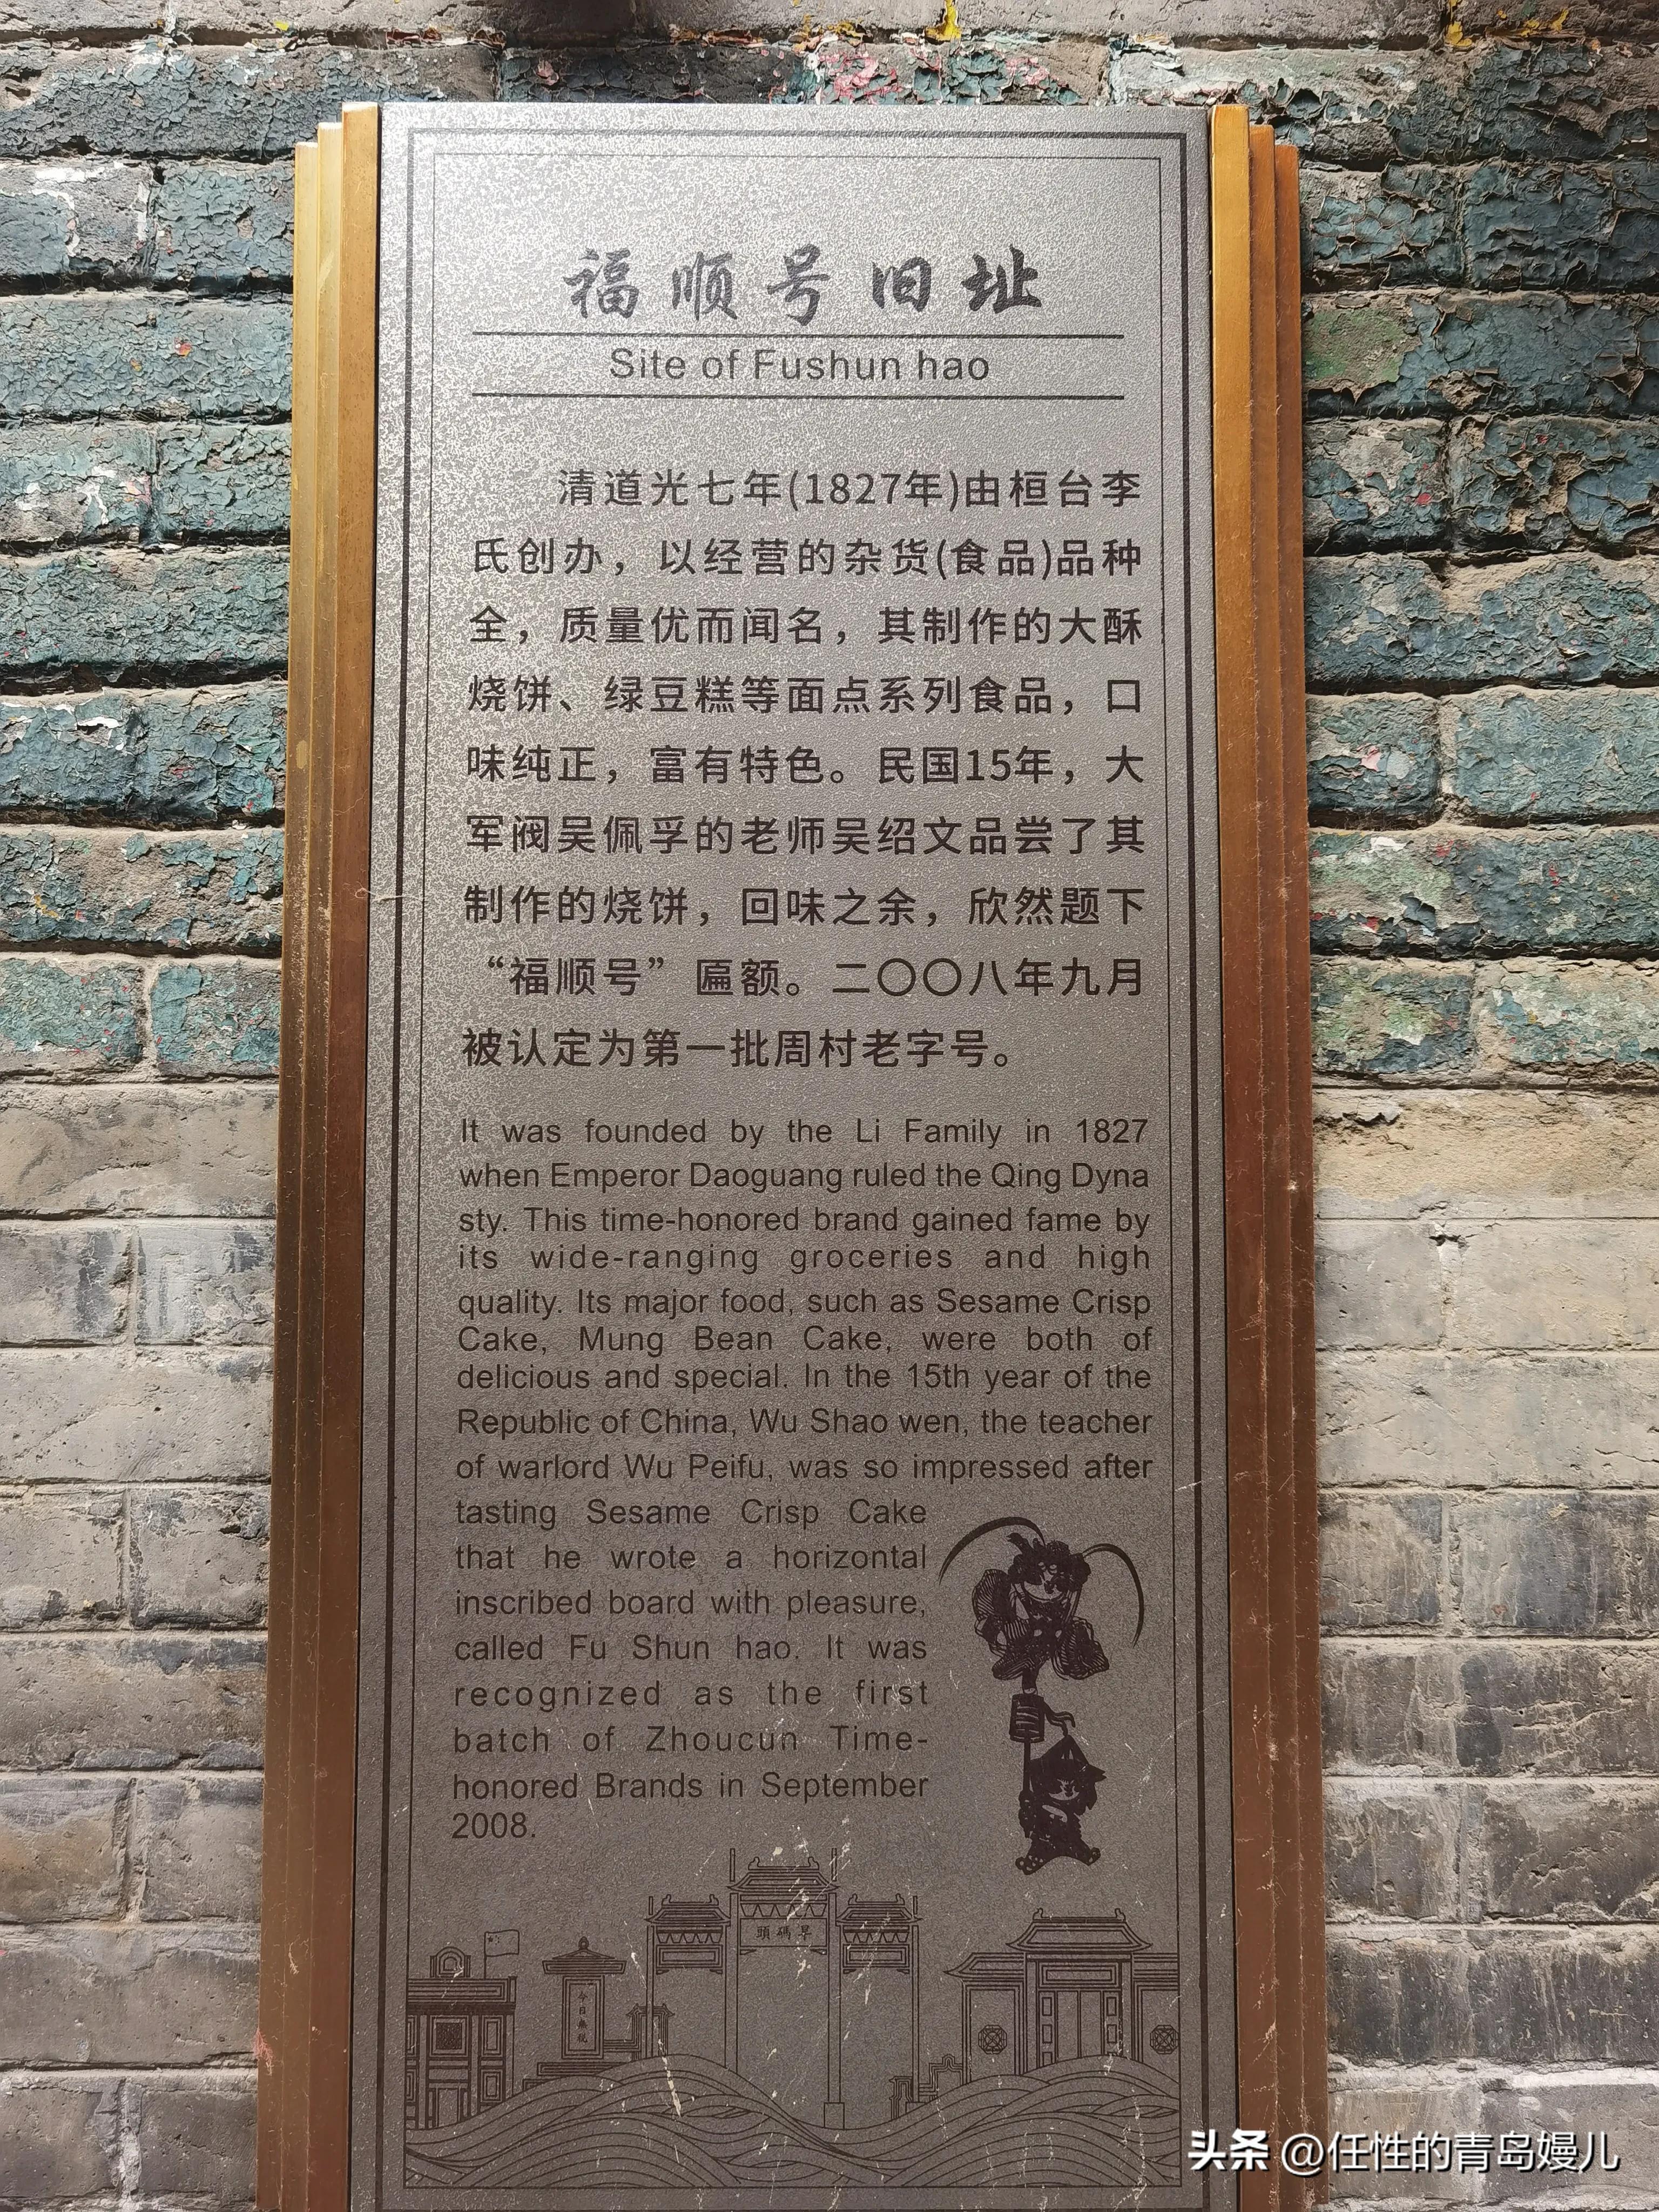 福顺号旧址
Site of Fushun hao
清道光七年(1827年)由桓台李
氏创办，以经营的杂货(食品)品种
全，质量优而闻名，其制作的大酥
烧饼、绿豆糕等面点系列食品，口
味纯正，富有特色。民国15年，大
军阀吴佩孚的老师吴绍文品尝了其
制作的烧饼，回味之余，欣然题下
“福顺号”匾额。二〇〇八年九月
被认定为第一批周村老字号。
It was founded by the Li Family in 1827
when Emperor Daoguang ruled the Qing Dyna
sty. This time-honored brand gained fame by
its wide-ranging groceries and high
quality. Its major food, such as Sesame Crisp
Cake, Mung Bean Cake, were both of
delicious and special. In the 15th year of the
Republic of China, Wu Shao wen, the teacher
of warlord Wu Peifu, was so impressed after
tasting Sesame Crisp Cake
that he wrote a horizontal
inscribed board with pleasure,
called Fu Shun hao. It was
recognized as the first
batch of Zhoucun Time-
honored Brands in September
2008.
頭碼旱
今日無税
头条 @任性的青岛嫚儿